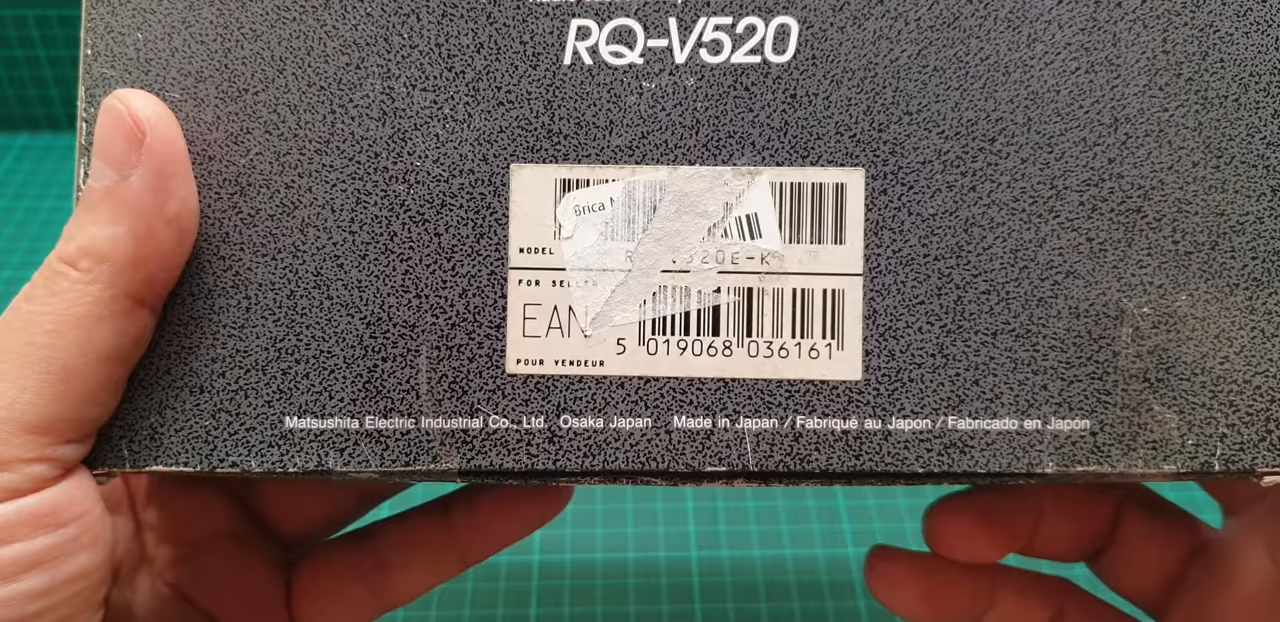 RQ-V520
Brica
MODEL
520E-K
FOR SELLER
EAN
5 019068 036161
POUR VENDEUR
Matsushita Electric Industrial Co., Ltd. Osaka Japan Made in Japan / Fabriqué au Japon / Fabricado en Japón